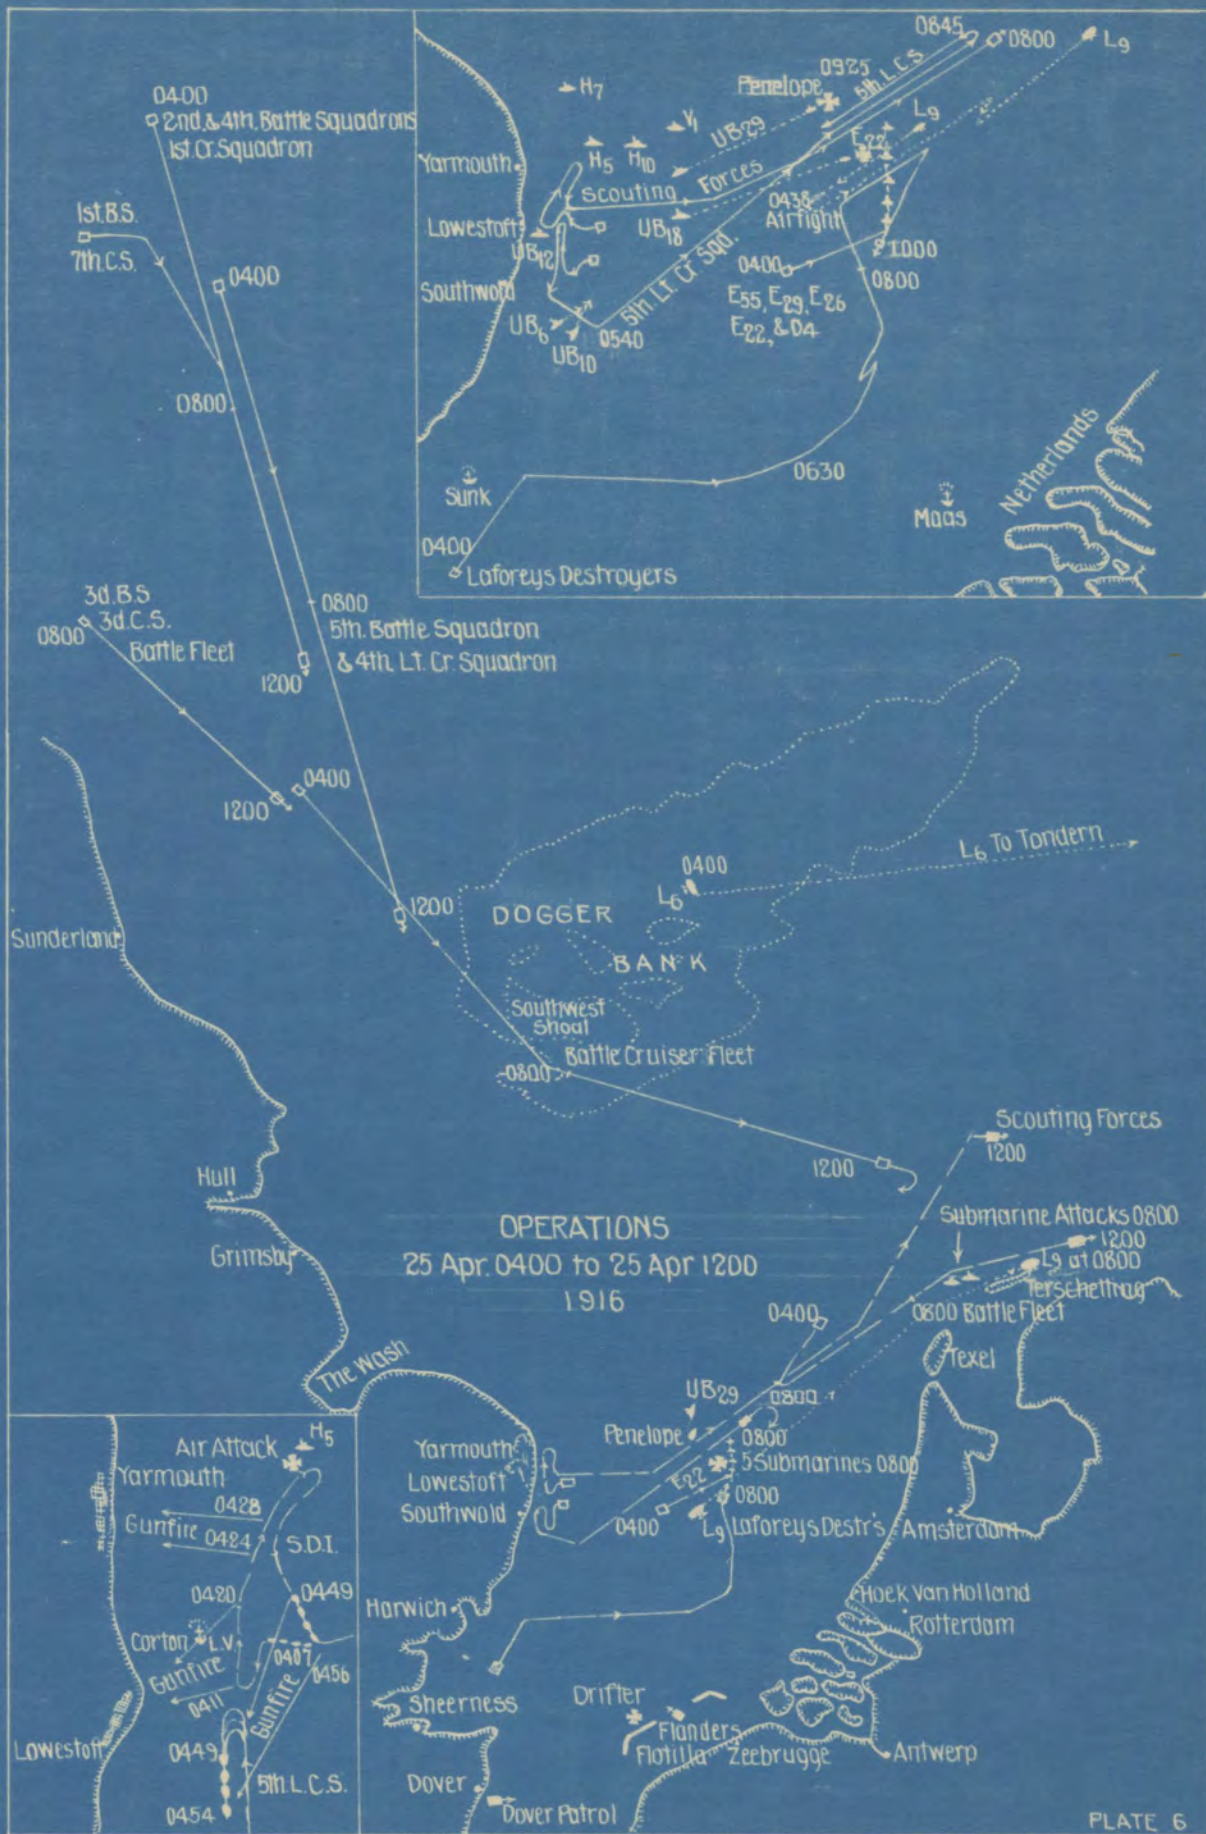 0400
2nd. & 4th. Battle Squadrons
1st. Cr. Squadron
1st. B.S.
7th. C.S.
0400
0800
3d. B.S
3d. C.S.
0800
Battle Fleet
0800
5th. Battle Squadron
& 4th. Lt. Cr. Squadron
1200
0400
1200
1200
0845
0800
L9
H7
0925
5th L.C.S.
Penelope
V1
UB29
L9
E22
H5
H10
Yarmouth
Scouting Forces
0438
Airfight
Lowestoft
UB12
UB18
5th. Lt. Cr. Sqd.
0400
1000
0800
Southwold
E55, E29, E26
E22, & D4
UB6
UB10
0540
0630
Sunk
Maas
Netherlands
0400
Laforeys Destroyers
L6 To Tondern
0400
L6
DOGGER
BANK
Southwest
Shoal
Sunderland
Battle Cruiser Fleet
0800
1200
Scouting Forces
1200
Hull
Grimsby
OPERATIONS
25 Apr. 0400 to 25 Apr 1200
1916
Submarine Attacks 0800
1200
L9 at 0800
Terschelling
0800 Battle Fleet
0400
Texel
The Wash
UB29
0800
Penelope
0800
Yarmouth
Lowestoft
Southwold
E22
5 Submarines 0800
0800
0400
L9
Laforeys Destr's
Amsterdam
Harwich
Hoek Van Holland
Rotterdam
Sheerness
Drifter
Flanders
Flotilla
Zeebrugge
Antwerp
Dover
Dover Patrol
Air Attack
H5
Yarmouth
0428
Gunfire
0424
S.D.I.
0420
0449
Corton
L.V.
Gunfire
0407
0456
0411
Gunfire
Lowestoft
0449
5th. L.C.S.
0454
PLATE 6